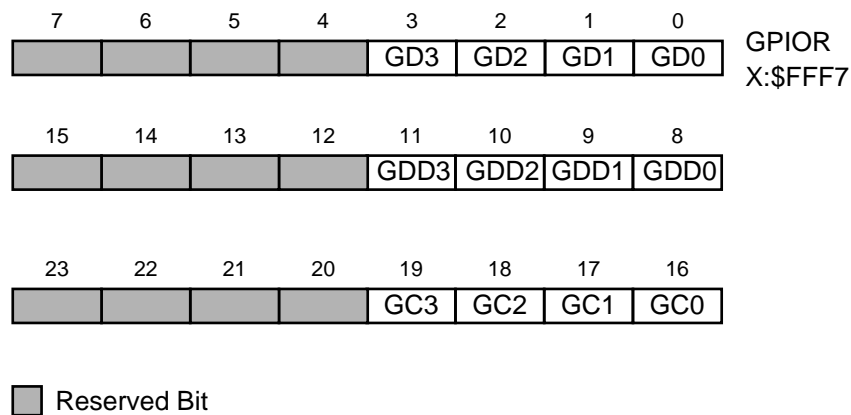 7 6 5 4 3 2 1 0
GD3 GD2 GD1 GD0
GPIOR
X:$FFF7
15 14 13 12 11 10 9 8
GDD3 GDD2 GDD1 GDD0
23 22 21 20 19 18 17 16
GC3 GC2 GC1 GC0
Reserved Bit